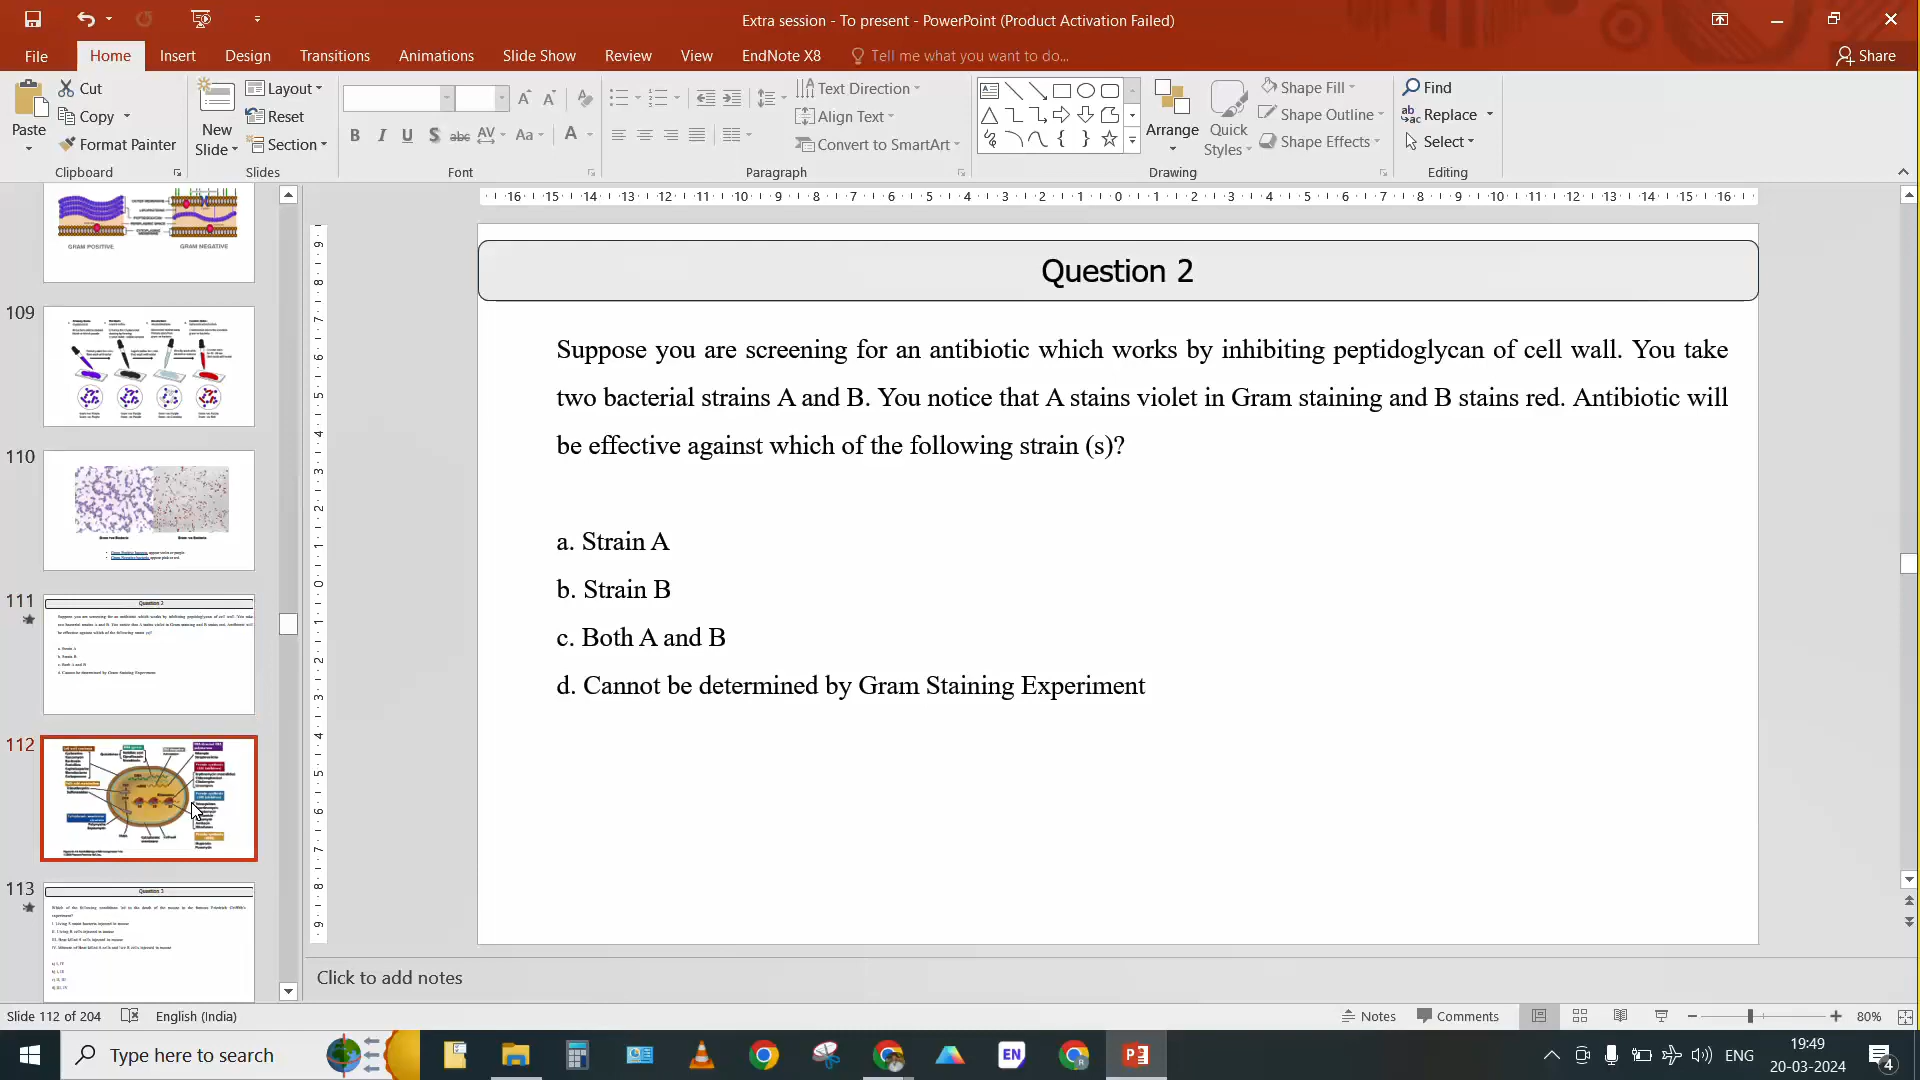 Extra session - To present - PowerPoint (Product Activation Failed)
File
Home
Insert
Design
Transitions
Animations
Slide Show
Review
View
EndNote X8
Tell me what you want to do...
Share
Paste
Cut
Copy
Format Painter
Clipboard
New
Slide
Layout
Reset
Section
Slides
B I U S abc AV Aa A
Font
Text Direction
Align Text
Convert to SmartArt
Paragraph
Arrange
Quick
Styles
Shape Fill
Shape Outline
Shape Effects
Drawing
Find
Replace
Select
Editing
GRAM POSITIVE
GRAM NEGATIVE
109
110
111
Question 2
112
113
Question 3
Question 2
Suppose you are screening for an antibiotic which works by inhibiting peptidoglycan of cell wall. You take
two bacterial strains A and B. You notice that A stains violet in Gram staining and B stains red. Antibiotic will
be effective against which of the following strain (s)?
a. Strain A
b. Strain B
c. Both A and B
d. Cannot be determined by Gram Staining Experiment
Click to add notes
Slide 112 of 204
English (India)
Notes
Comments
80%
Type here to search
EN
ENG
19:49
20-03-2024
4